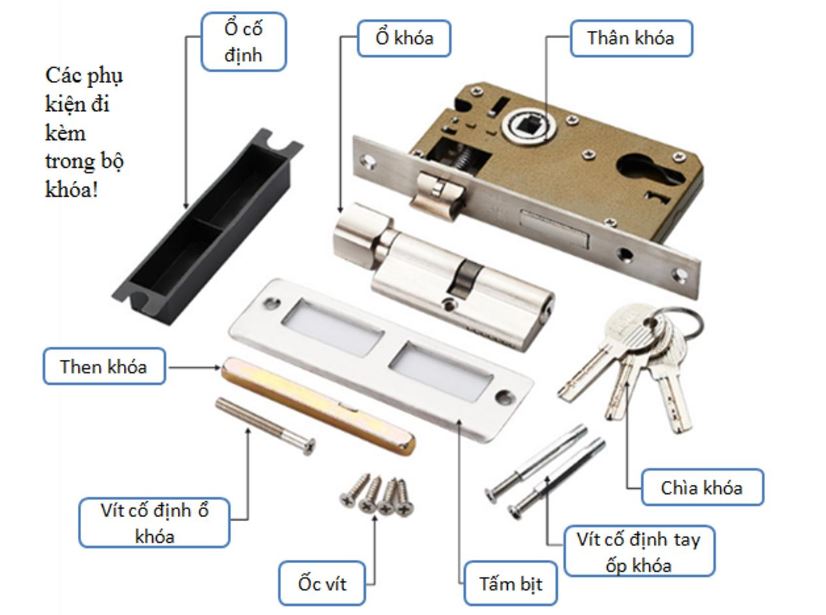 Các phụ
kiện đi
kèm
trong bộ
khóa!
Ổ cố
định
Ổ khóa
Thân khóa
Then khóa
Vít cố định ổ
khóa
Ốc vít
Tấm bịt
Vít cố định tay
ốp khóa
Chìa khóa